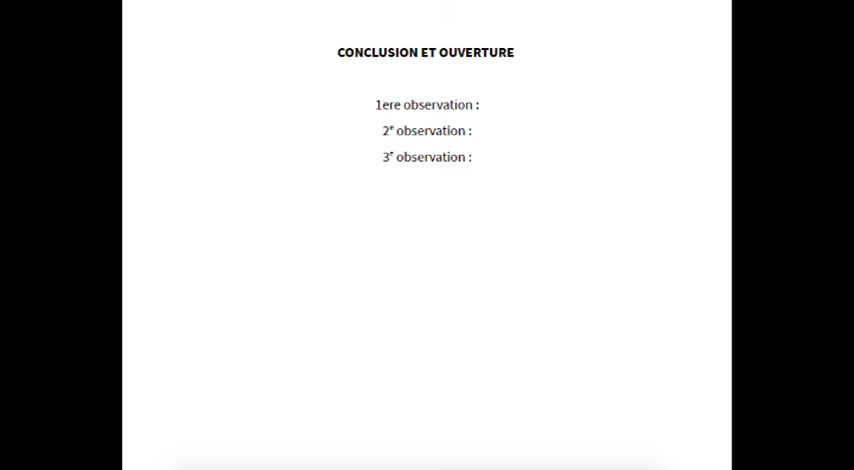 CONCLUSION ET OUVERTURE
1ere observation :
2ᵉ observation :
3ᵉ observation :